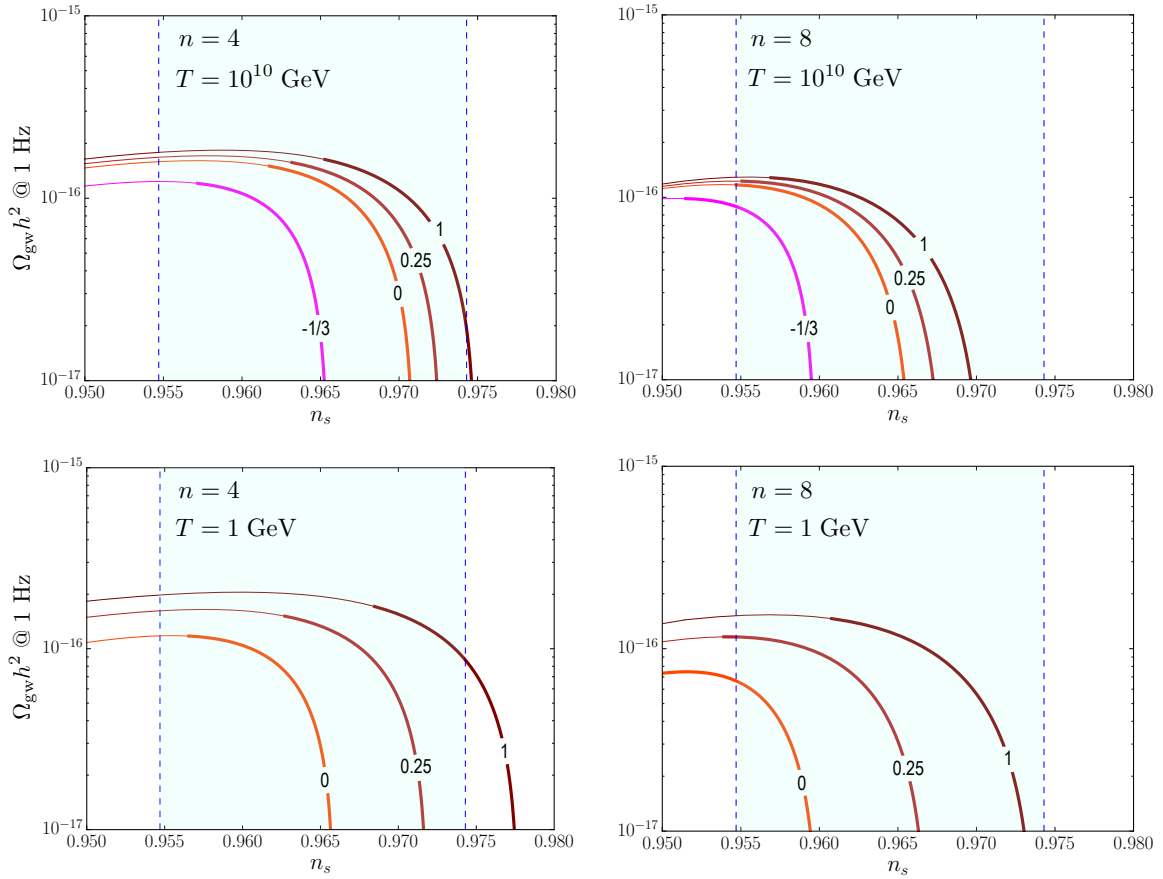 10^{-15}
n = 4
T = 10^{10} GeV
10^{-16}
1
0.25
0
-1/3
10^{-17}
0.950 0.955 0.960 0.965 0.970 0.975 0.980
n_s
Ω_{gw}h^2 @ 1 Hz
10^{-15}
n = 8
T = 10^{10} GeV
10^{-16}
1
0.25
0
-1/3
10^{-17}
0.950 0.955 0.960 0.965 0.970 0.975 0.980
n_s
10^{-15}
n = 4
T = 1 GeV
10^{-16}
1
0.25
0
10^{-17}
0.950 0.955 0.960 0.965 0.970 0.975 0.980
n_s
Ω_{gw}h^2 @ 1 Hz
10^{-15}
n = 8
T = 1 GeV
10^{-16}
1
0.25
0
10^{-17}
0.950 0.955 0.960 0.965 0.970 0.975 0.980
n_s